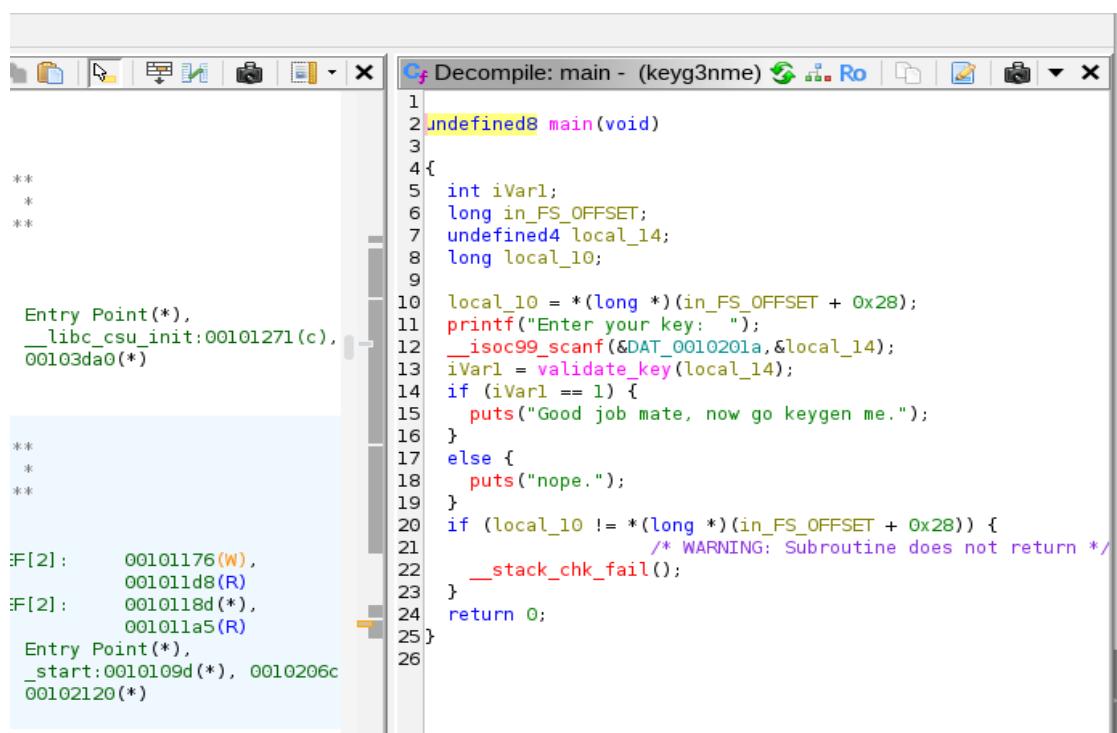 Decompile: main - (keyg3nme)
Ro
**
*
**
Entry Point(*),
__libc_csu_init:00101271(c),
00103da0(*)
**
*
**
EF[2]: 00101176(W),
001011d8(R)
EF[2]: 0010118d(*),
001011a5(R)
Entry Point(*),
_start:0010109d(*), 0010206c
00102120(*)
1
2 undefined8 main(void)
3
4 {
5 int iVar1;
6 long in_FS_OFFSET;
7 undefined4 local_14;
8 long local_10;
9
10 local_10 = *(long *)(in_FS_OFFSET + 0x28);
11 printf("Enter your key:  ");
12 __isoc99_scanf(&DAT_0010201a,&local_14);
13 iVar1 = validate_key(local_14);
14 if (iVar1 == 1) {
15 puts("Good job mate, now go keygen me.");
16 }
17 else {
18 puts("nope.");
19 }
20 if (local_10 != *(long *)(in_FS_OFFSET + 0x28)) {
21 /* WARNING: Subroutine does not return */
22 __stack_chk_fail();
23 }
24 return 0;
25 }
26